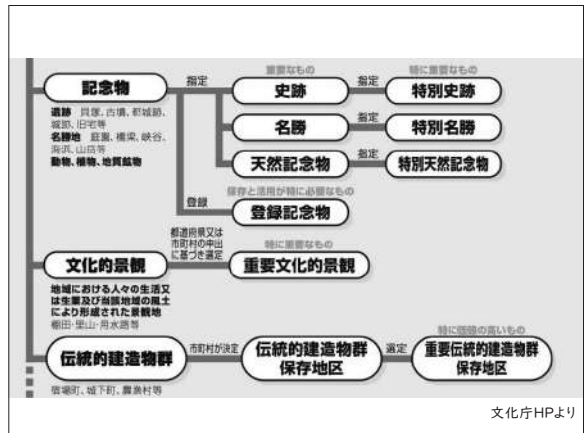 重要なもの
特に重要なもの
記念物
指定
史跡
指定
特別史跡
遺跡 貝塚、古墳、都城跡、
城跡、旧宅等
名勝地 庭園、橋梁、峡谷、
海浜、山岳等
動物、植物、地質鉱物
名勝
指定
特別名勝
天然記念物
指定
特別天然記念物
保存と活用が特に必要なもの
登録
登録記念物
都道府県又は
市町村の申出
に基づき選定
特に重要なもの
文化的景観
重要文化的景観
地域における人々の生活又
は生業及び当該地域の風土
により形成された景観地
棚田・里山・用水路等
特に価値の高いもの
伝統的建造物群
市町村が決定
伝統的建造物群
保存地区
選定
重要伝統的建造物群
保存地区
宿場町、城下町、農漁村等
文化庁HPより